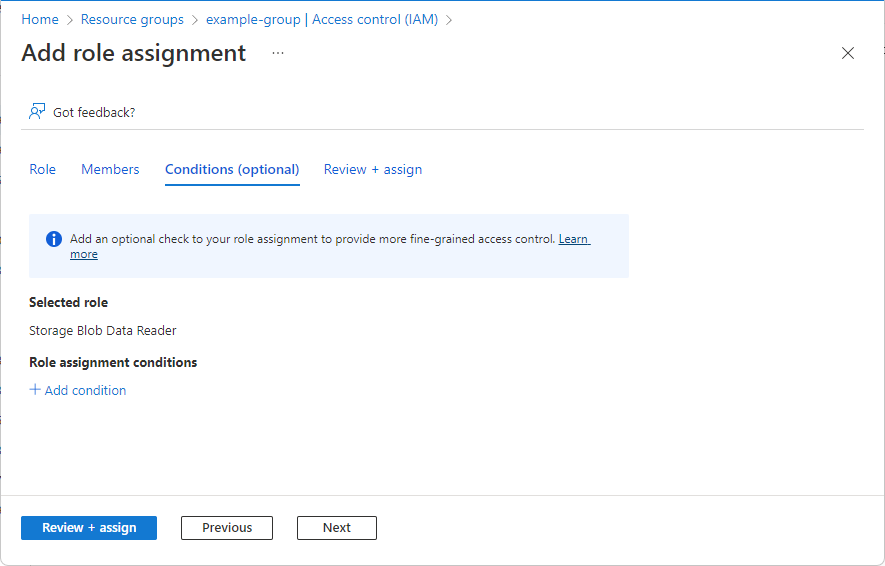 Home > Resource groups > example-group | Access control (IAM) >
Add role assignment ...
Got feedback?
Role Members Conditions (optional) Review + assign
Add an optional check to your role assignment to provide more fine-grained access control. Learn
more
Selected role
Storage Blob Data Reader
Role assignment conditions
+ Add condition
Review + assign Previous Next